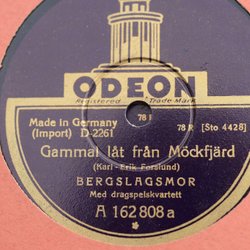 ODEON
Registered Trade-Mark
Made in Germany 78 R
(Import) D-2261 78 R [Sto 4428]
Gammal låt från Möckfjärd
(Karl-Erik Forslund)
BERGSLAGSMOR
Med dragspelskvartett
A 162 808 a